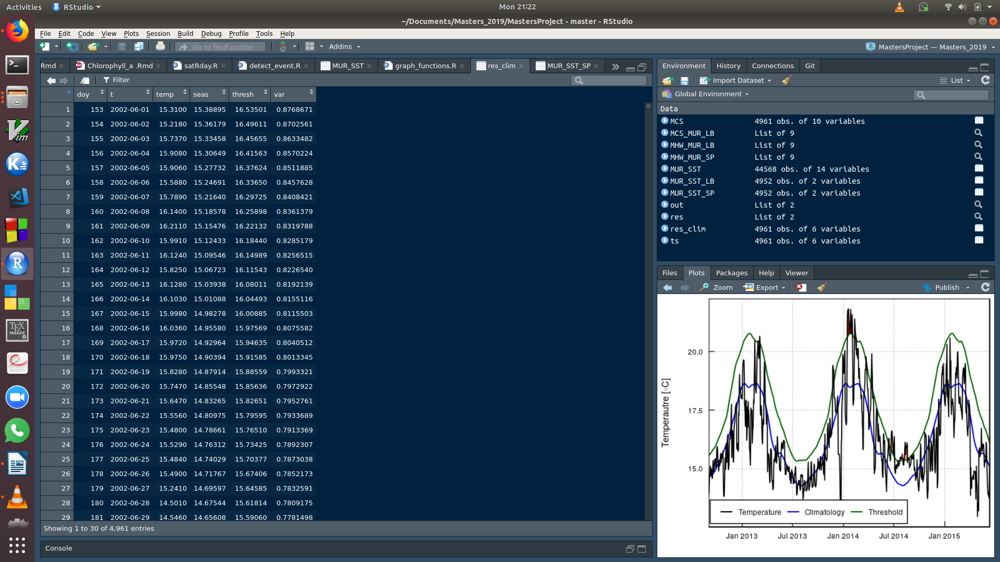 Activities RStudio Mon 21:22
~/Documents/Masters_2019/MastersProject - master - RStudio
File Edit Code View Plots Session Build Debug Profile Tools Help
Go to file/function Addins MastersProject — Masters_2019
Rmd Chlorophyll_a .Rmd satRday.R detect_event.R MUR_SST graph_functions.R res_clim MUR_SST_SP
Filter
doy t temp seas thresh var
1 153 2002-06-01 15.3100 15.38895 16.53501 0.8768671
2 154 2002-06-02 15.2180 15.36179 16.49611 0.8702561
3 155 2002-06-03 15.7370 15.33458 16.45655 0.8633482
4 156 2002-06-04 15.9080 15.30649 16.41563 0.8570224
5 157 2002-06-05 15.9060 15.27732 16.37624 0.8511885
6 158 2002-06-06 15.5880 15.24691 16.33650 0.8457628
7 159 2002-06-07 15.7890 15.21640 16.29725 0.8408421
8 160 2002-06-08 16.1400 15.18578 16.25898 0.8361379
9 161 2002-06-09 16.2110 15.15476 16.22132 0.8319788
10 162 2002-06-10 15.9910 15.12433 16.18440 0.8285179
11 163 2002-06-11 16.1240 15.09546 16.14989 0.8256515
12 164 2002-06-12 15.8250 15.06723 16.11543 0.8226540
13 165 2002-06-13 16.1280 15.03938 16.08011 0.8192139
14 166 2002-06-14 16.1030 15.01088 16.04493 0.8155116
15 167 2002-06-15 15.9980 14.98278 16.00885 0.8115503
16 168 2002-06-16 16.0360 14.95580 15.97569 0.8075582
17 169 2002-06-17 15.9720 14.92964 15.94635 0.8040512
18 170 2002-06-18 15.9750 14.90394 15.91585 0.8013345
19 171 2002-06-19 15.8280 14.87914 15.88559 0.7993321
20 172 2002-06-20 15.7470 14.85548 15.85636 0.7972922
21 173 2002-06-21 15.6470 14.83265 15.82651 0.7952761
22 174 2002-06-22 15.5560 14.80975 15.79595 0.7933689
23 175 2002-06-23 15.4800 14.78661 15.76510 0.7913369
24 176 2002-06-24 15.5290 14.76312 15.73425 0.7892307
25 177 2002-06-25 15.4840 14.74029 15.70377 0.7873038
26 178 2002-06-26 15.4900 14.71767 15.67406 0.7852173
27 179 2002-06-27 15.2410 14.69597 15.64585 0.7832591
28 180 2002-06-28 14.5010 14.67544 15.61814 0.7809175
29 181 2002-06-29 14.5460 14.65608 15.59060 0.7781498
Showing 1 to 30 of 4,961 entries
Console
Environment History Connections Git
Import Dataset List
Global Environment
Data
MCS 4961 obs. of 10 variables
MCS_MUR_LB List of 9
MHW_MUR_LB List of 9
MHW_MUR_SP List of 9
MUR_SST 44568 obs. of 14 variables
MUR_SST_LB 4952 obs. of 2 variables
MUR_SST_SP 4952 obs. of 2 variables
out List of 2
res List of 2
res_clim 4961 obs. of 6 variables
ts 4961 obs. of 6 variables
Files Plots Packages Help Viewer
Zoom Export Publish
Temperautre [◦C]
20.0
17.5
15.0
Temperature Climatology Threshold
Jan 2013 Jul 2013 Jan 2014 Jul 2014 Jan 2015
Vim
Kile
TEX
MAKER